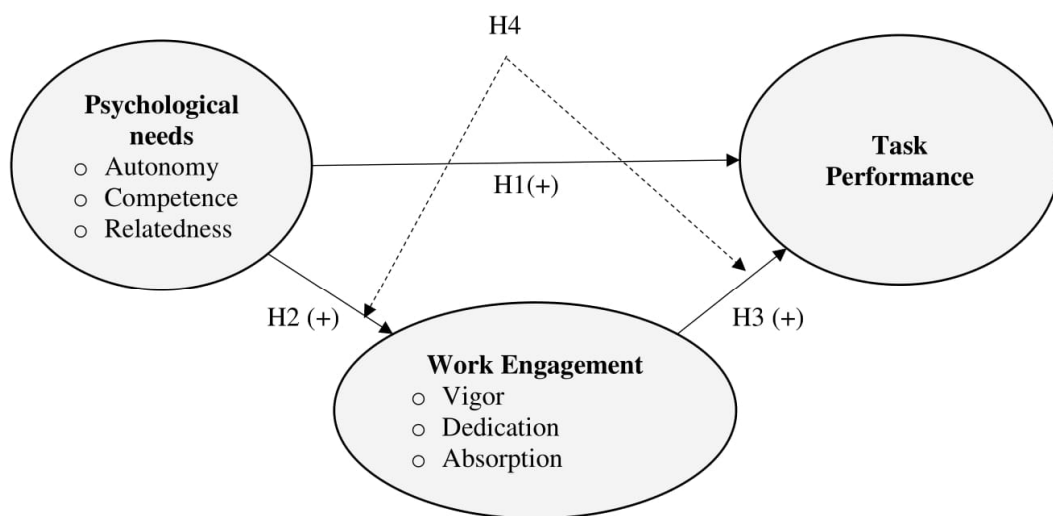 H4
Psychological
needs
○ Autonomy
○ Competence
○ Relatedness
Task
Performance
H1(+)
H2 (+)
H3 (+)
Work Engagement
○ Vigor
○ Dedication
○ Absorption